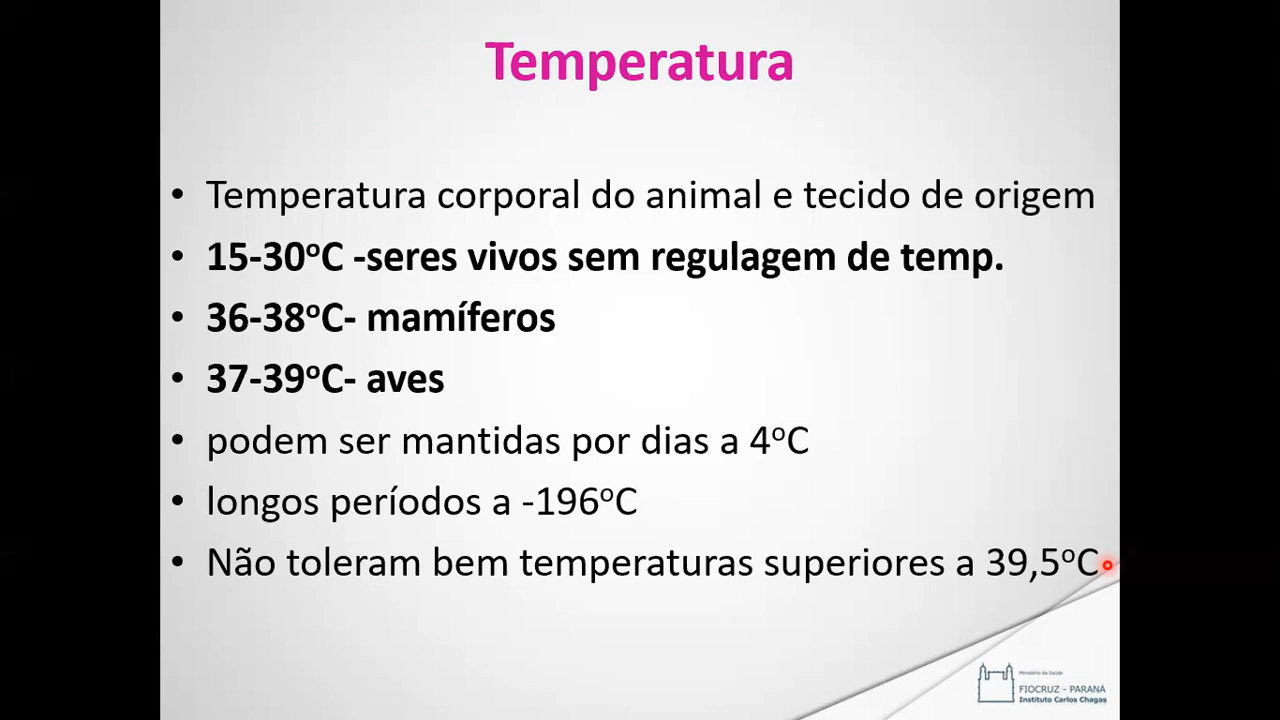 Temperatura
• Temperatura corporal do animal e tecido de origem
• 15-30ºC -seres vivos sem regulagem de temp.
• 36-38ºC- mamíferos
• 37-39ºC- aves
• podem ser mantidas por dias a 4ºC
• longos períodos a -196ºC
• Não toleram bem temperaturas superiores a 39,5ºC
Ministério da Saúde
FIOCRUZ - PARANÁ
Instituto Carlos Chagas